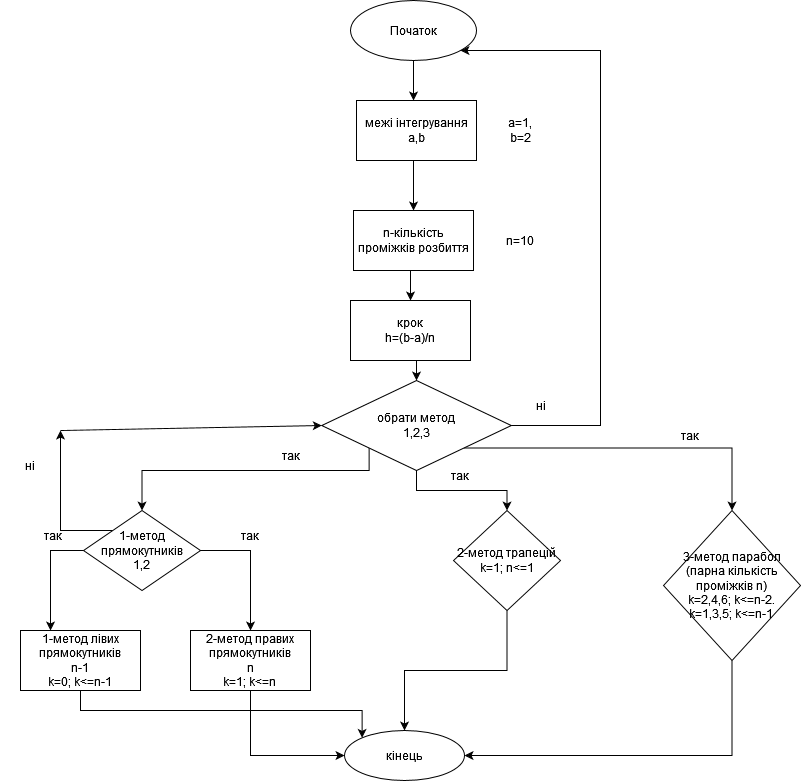 Початок
межі інтегрування
a,b
a=1,
b=2
n-кількість
проміжків розбиття
n=10
крок
h=(b-a)/n
обрати метод
1,2,3
ні
так
так
так
ні
1-метод
прямокутників
1,2
так
так
2-метод трапецій
k=1; n<=1
3-метод парабол
(парна кількість
проміжків n)
k=2,4,6; k<=n-2.
k=1,3,5; k<=n-1
1-метод лівих
прямокутників
n-1
k=0; k<=n-1
2-метод правих
прямокутників
n
k=1; k<=n
кінець